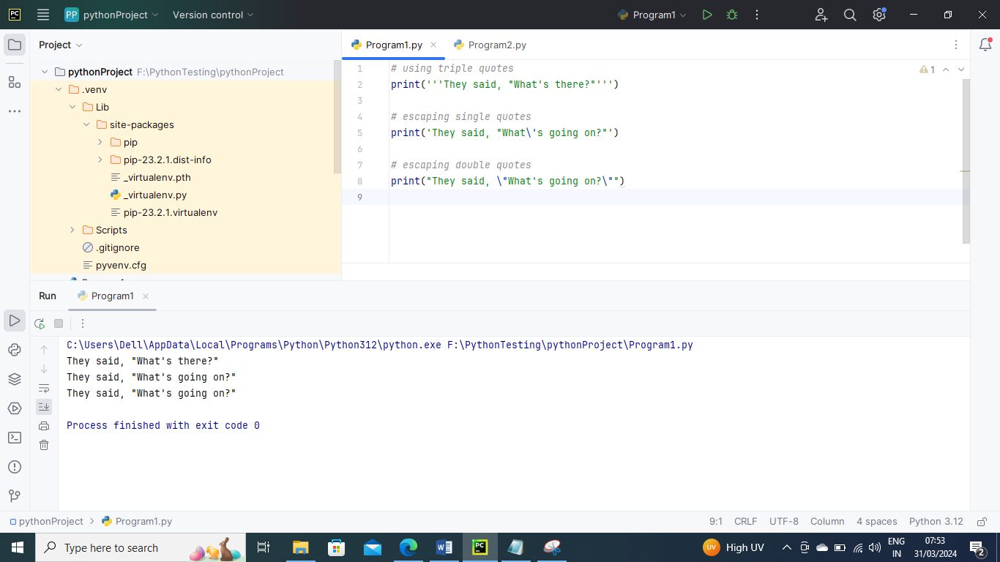 PC PP pythonProject Version control Program1
Project
pythonProject F:\PythonTesting\pythonProject
.venv
Lib
site-packages
pip
pip-23.2.1.dist-info
_virtualenv.pth
_virtualenv.py
pip-23.2.1.virtualenv
Scripts
.gitignore
pyvenv.cfg
Program1.py Program2.py
1 # using triple quotes
2 print('''They said, "What's there?"''')
3
4 # escaping single quotes
5 print('They said, "What\'s going on?"')
6
7 # escaping double quotes
8 print("They said, \"What's going on?\"")
9
1
Run Program1
C:\Users\Dell\AppData\Local\Programs\Python\Python312\python.exe F:\PythonTesting\pythonProject\Program1.py
They said, "What's there?"
They said, "What's going on?"
They said, "What's going on?"
Process finished with exit code 0
pythonProject > Program1.py 9:1 CRLF UTF-8 Column 4 spaces Python 3.12
Type here to search PC UV High UV ENG 07:53
IN 31/03/2024 2